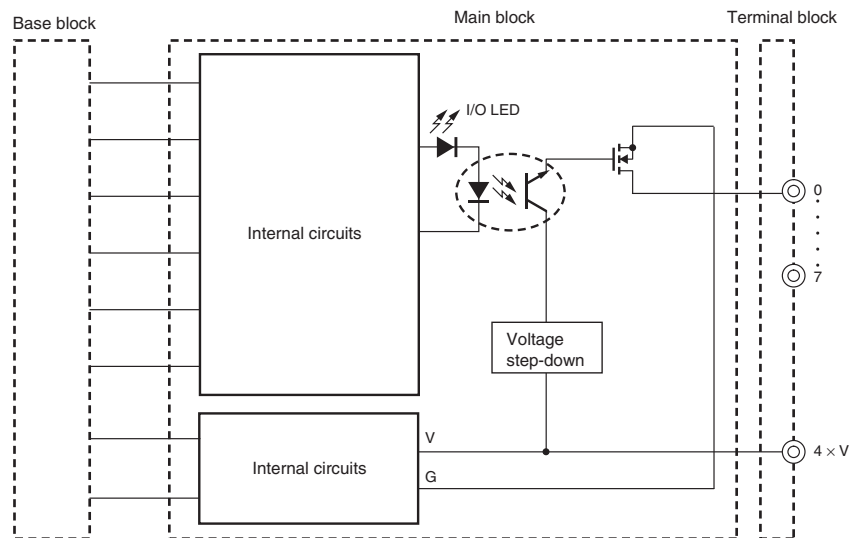 Base block
Main block
Terminal block
I/O LED
0
7
Internal circuits
Voltage
step-down
Internal circuits
V
G
4 × V